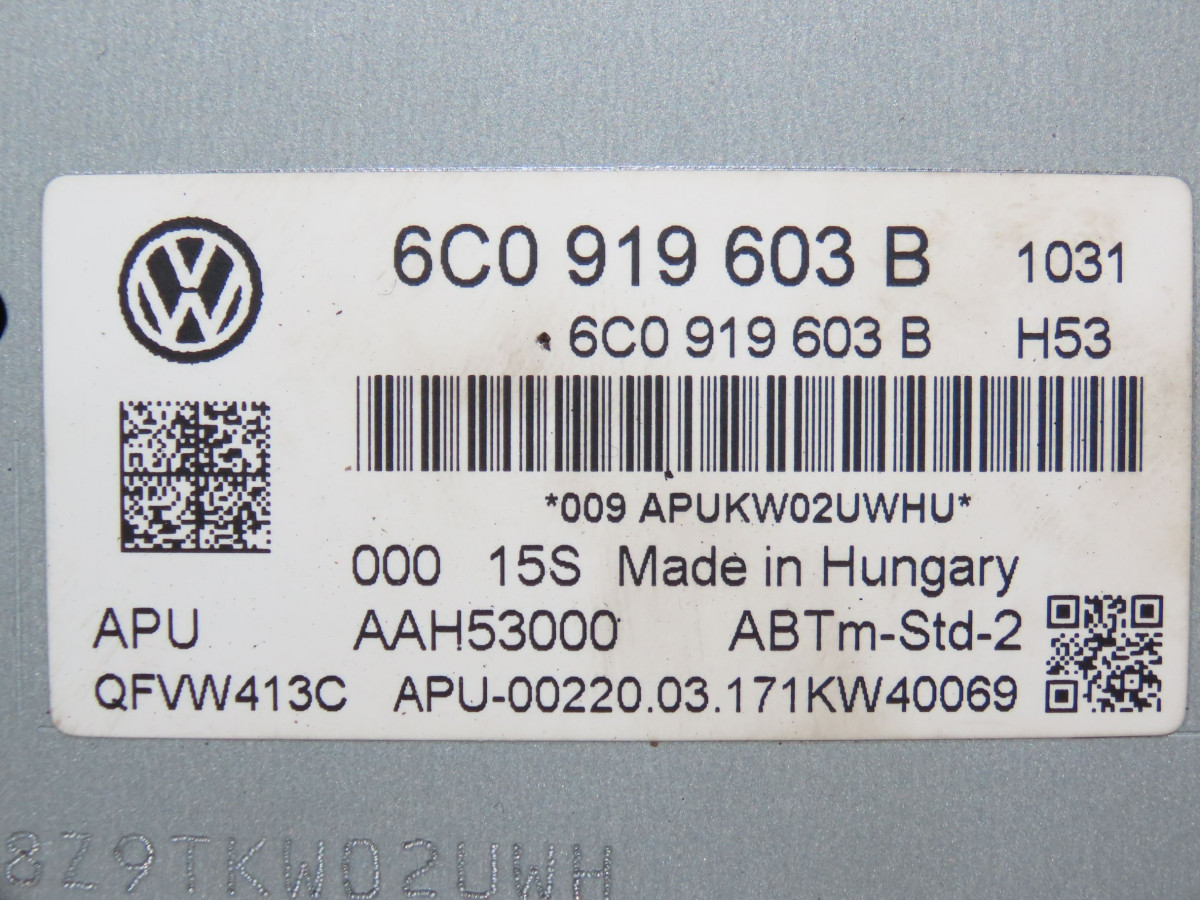 6C0 919 603 B 1031
6C0 919 603 B H53
*009 APUKW02UWHU*
000 15S Made in Hungary
APU AAH53000 ABTm-Std-2
QFVW413C APU-00220.03.171KW40069
8Z9TKW02UWH